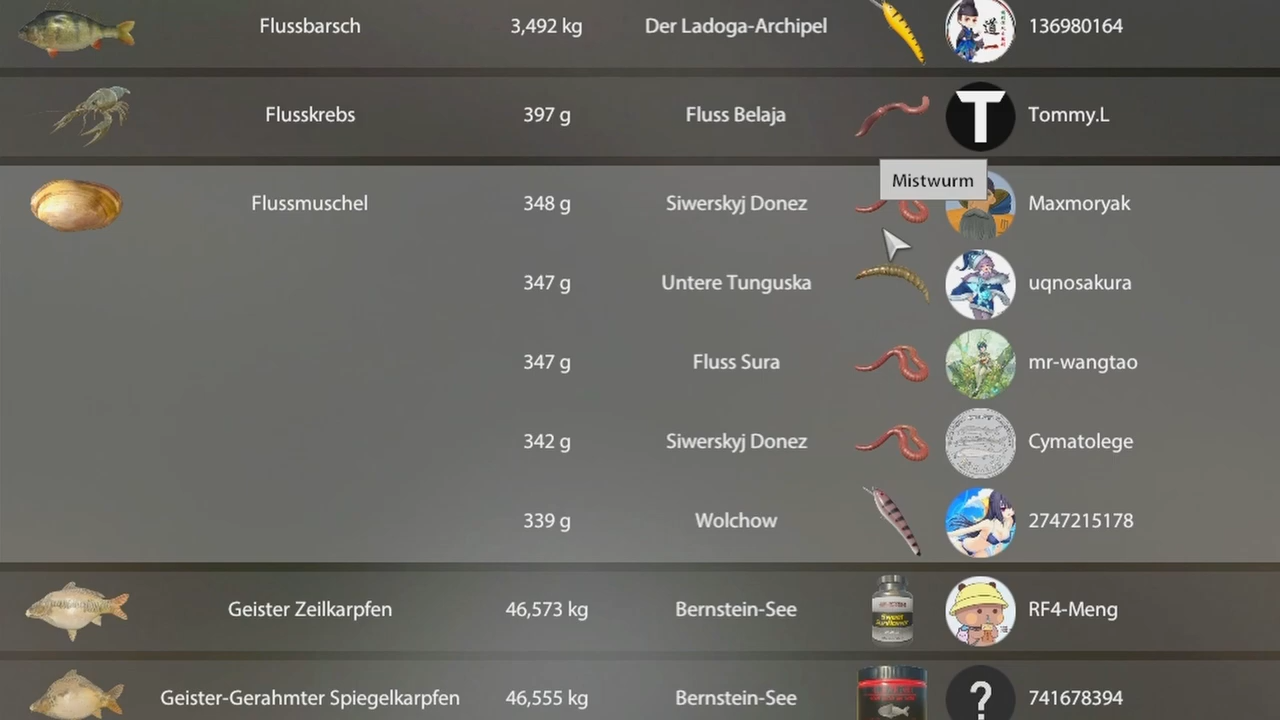 Flussbarsch 3,492 kg Der Ladoga-Archipel 136980164
道
Flusskrebs 397 g Fluss Belaja T Tommy.L
Mistwurm
Flussmuschel 348 g Siwerskyj Donez Maxmoryak
347 g Untere Tunguska uqnosakura
347 g Fluss Sura mr-wangtao
342 g Siwerskyj Donez Cymatolege
339 g Wolchow 2747215178
Geister Zeilkarpfen 46,573 kg Bernstein-See RF4-Meng
Geister-Gerahmter Spiegelkarpfen 46,555 kg Bernstein-See ? 741678394